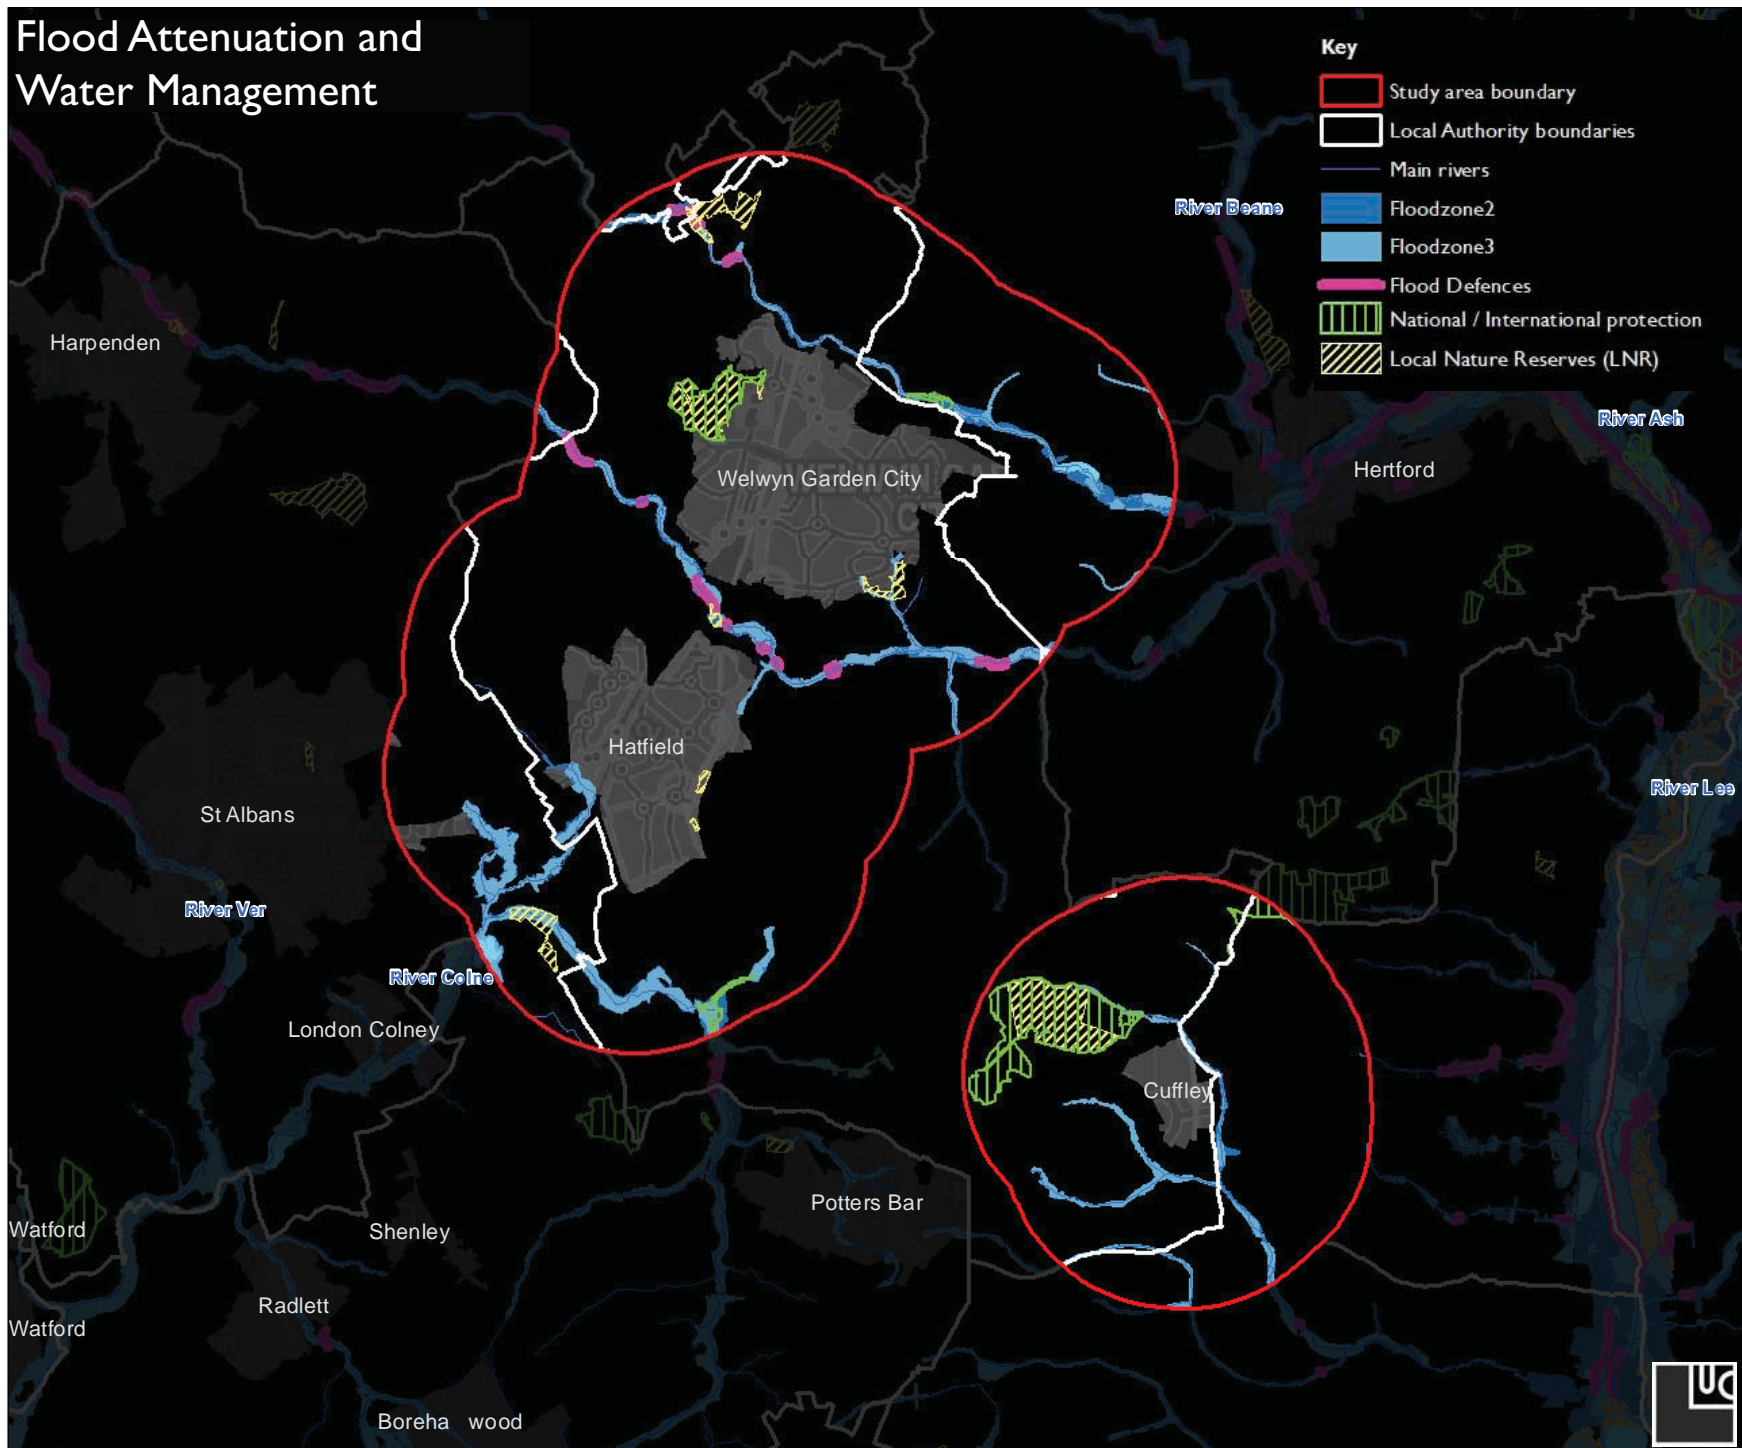 Flood Attenuation and
Water Management
Key
Study area boundary
Local Authority boundaries
Main rivers
Floodzone2
Floodzone3
Flood Defences
National / International protection
Local Nature Reserves (LNR)
River Beane
Harpenden
River Ash
Hertford
Welwyn Garden City
Hatfield
River Lee
St Albans
River Ver
River Colne
London Colney
Cuffley
Potters Bar
Watford
Shenley
Radlett
Watford
Boreha wood